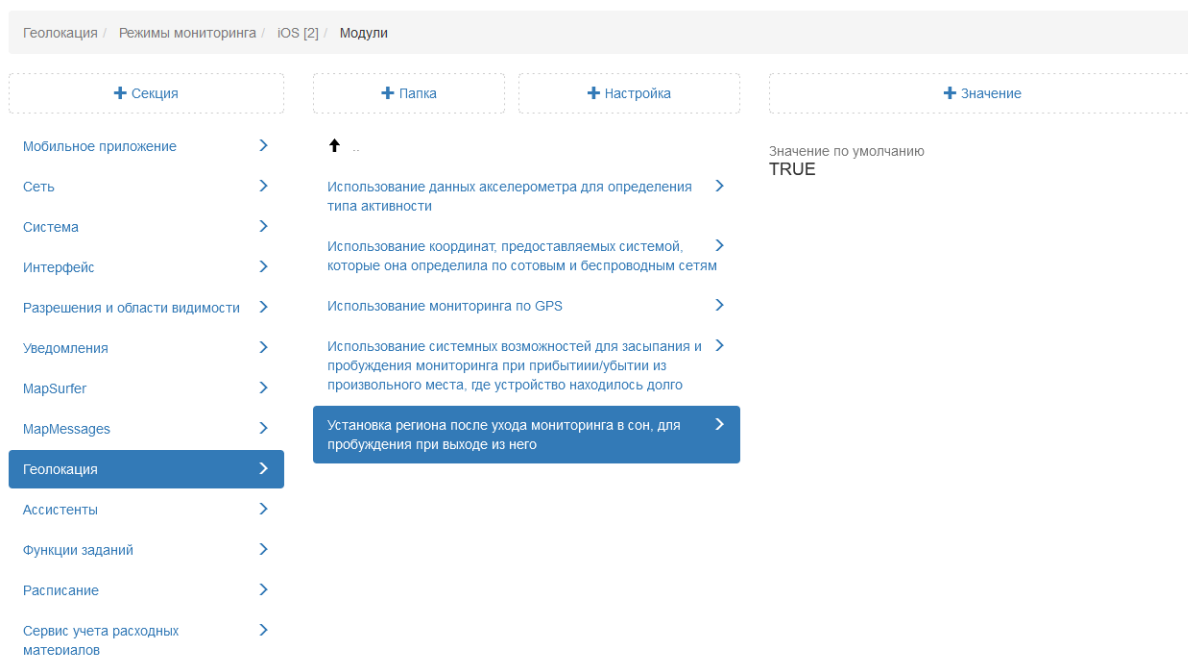 Геолокация / Режимы мониторинга / iOS [2] / Модули
+ Секция
+ Папка
+ Настройка
+ Значение
Мобильное приложение
Сеть
Система
Интерфейс
Разрешения и области видимости
Уведомления
MapSurfer
MapMessages
Геолокация
Ассистенты
Функции заданий
Расписание
Сервис учета расходных
материалов
..
Использование данных акселерометра для определения
типа активности
Использование координат, предоставляемых системой,
которые она определила по сотовым и беспроводным сетям
Использование мониторинга по GPS
Использование системных возможностей для засыпания и
пробуждения мониторинга при прибытиии/убытии из
произвольного места, где устройство находилось долго
Установка региона после ухода мониторинга в сон, для
пробуждения при выходе из него
Значение по умолчанию
TRUE